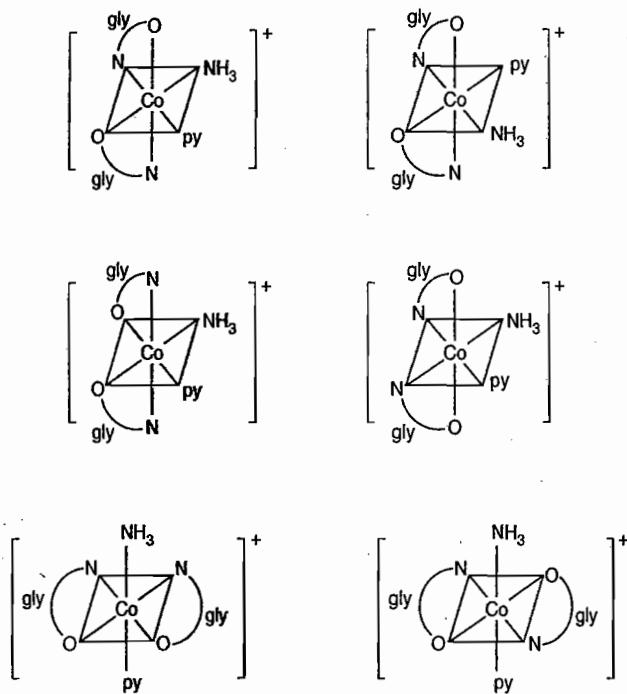 gly O + gly O +
N NH3 N py
Co Co
O py O NH3
gly N gly N
gly N + gly O +
O NH3 N NH3
Co Co
O py N py
gly N gly O
NH3 + NH3 +
N N N O
gly Co gly gly Co gly
O O O N
py py